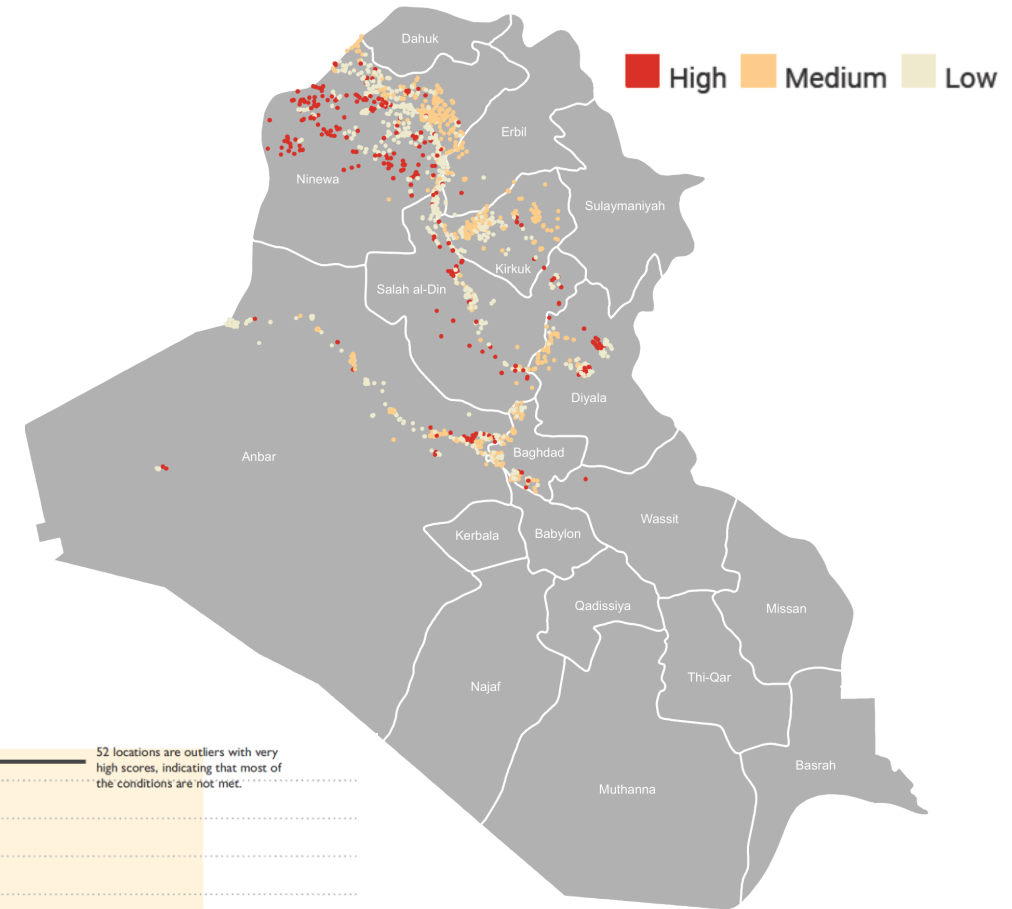 Dahuk
High Medium Low
Erbil
Ninewa
Sulaymaniyah
Kirkuk
Salah al-Din
Diyala
Baghdad
Anbar
Wassit
Kerbala
Babylon
Qadissiya
Missan
Thi-Qar
Najaf
Basrah
Muthanna
52 locations are outliers with very
high scores, indicating that most of
the conditions are not met.